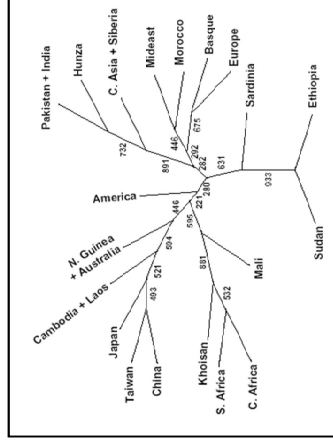 Pakistan + India
Hunza
C. Asia + Siberia
Mideast
Morocco
Basque
Europe
Sardinia
Ethiopia
Sudan
Mali
C. Africa
S. Africa
Khoisan
China
Taiwan
Japan
Cambodia + Laos
N. Guinea
+ Australia
America
732
891
446
675
292
282
631
933
280
221
595
881
532
446
594
521
493